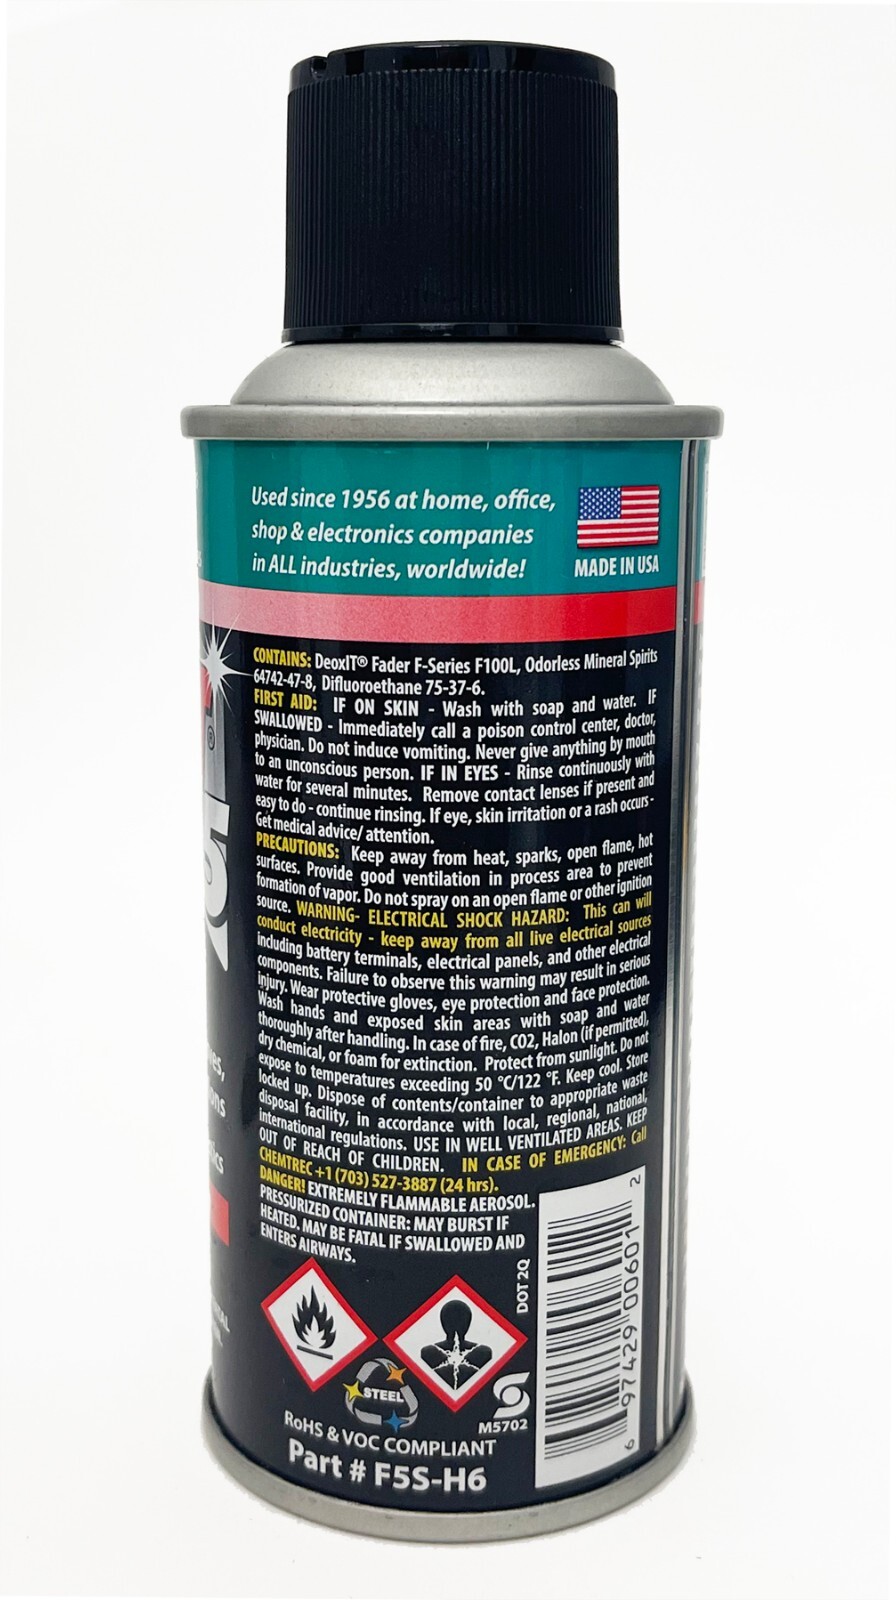 Used since 1956 at home, office,
shop & electronics companies
in ALL industries, worldwide!
MADE IN USA
CONTAINS: DeoxIT® Fader F-Series F100L, Odorless Mineral Spirits
64742-47-8, Difluoroethane 75-37-6.
FIRST AID: IF ON SKIN - Wash with soap and water. IF
SWALLOWED - Immediately call a poison control center, doctor,
physician. Do not induce vomiting. Never give anything by mouth
to an unconscious person. IF IN EYES - Rinse continuously with
water for several minutes. Remove contact lenses if present and
easy to do - continue rinsing. If eye, skin irritation or a rash occurs -
Get medical advice/ attention.
PRECAUTIONS: Keep away from heat, sparks, open flame, hot
surfaces. Provide good ventilation in process area to prevent
formation of vapor. Do not spray on an open flame or other ignition
source. WARNING- ELECTRICAL SHOCK HAZARD: This can will
conduct electricity - keep away from all live electrical sources
including battery terminals, electrical panels, and other electrical
components. Failure to observe this warning may result in serious
injury. Wear protective gloves, eye protection and face protection.
Wash hands and exposed skin areas with soap and water
thoroughly after handling. In case of fire, CO2, Halon (if permitted),
dry chemical, or foam for extinction. Protect from sunlight. Do not
expose to temperatures exceeding 50 °C/122 °F. Keep cool. Store
locked up. Dispose of contents/container to appropriate waste
disposal facility, in accordance with local, regional, national,
international regulations. USE IN WELL VENTILATED AREAS. KEEP
OUT OF REACH OF CHILDREN. IN CASE OF EMERGENCY: Call
CHEMTREC +1 (703) 527-3887 (24 hrs).
DANGER! EXTREMELY FLAMMABLE AEROSOL.
PRESSURIZED CONTAINER: MAY BURST IF
HEATED. MAY BE FATAL IF SWALLOWED AND
ENTERS AIRWAYS.
DOT 2Q
STEEL
M5702
RoHS & VOC COMPLIANT
Part # F5S-H6
6 97429 00601 2
5